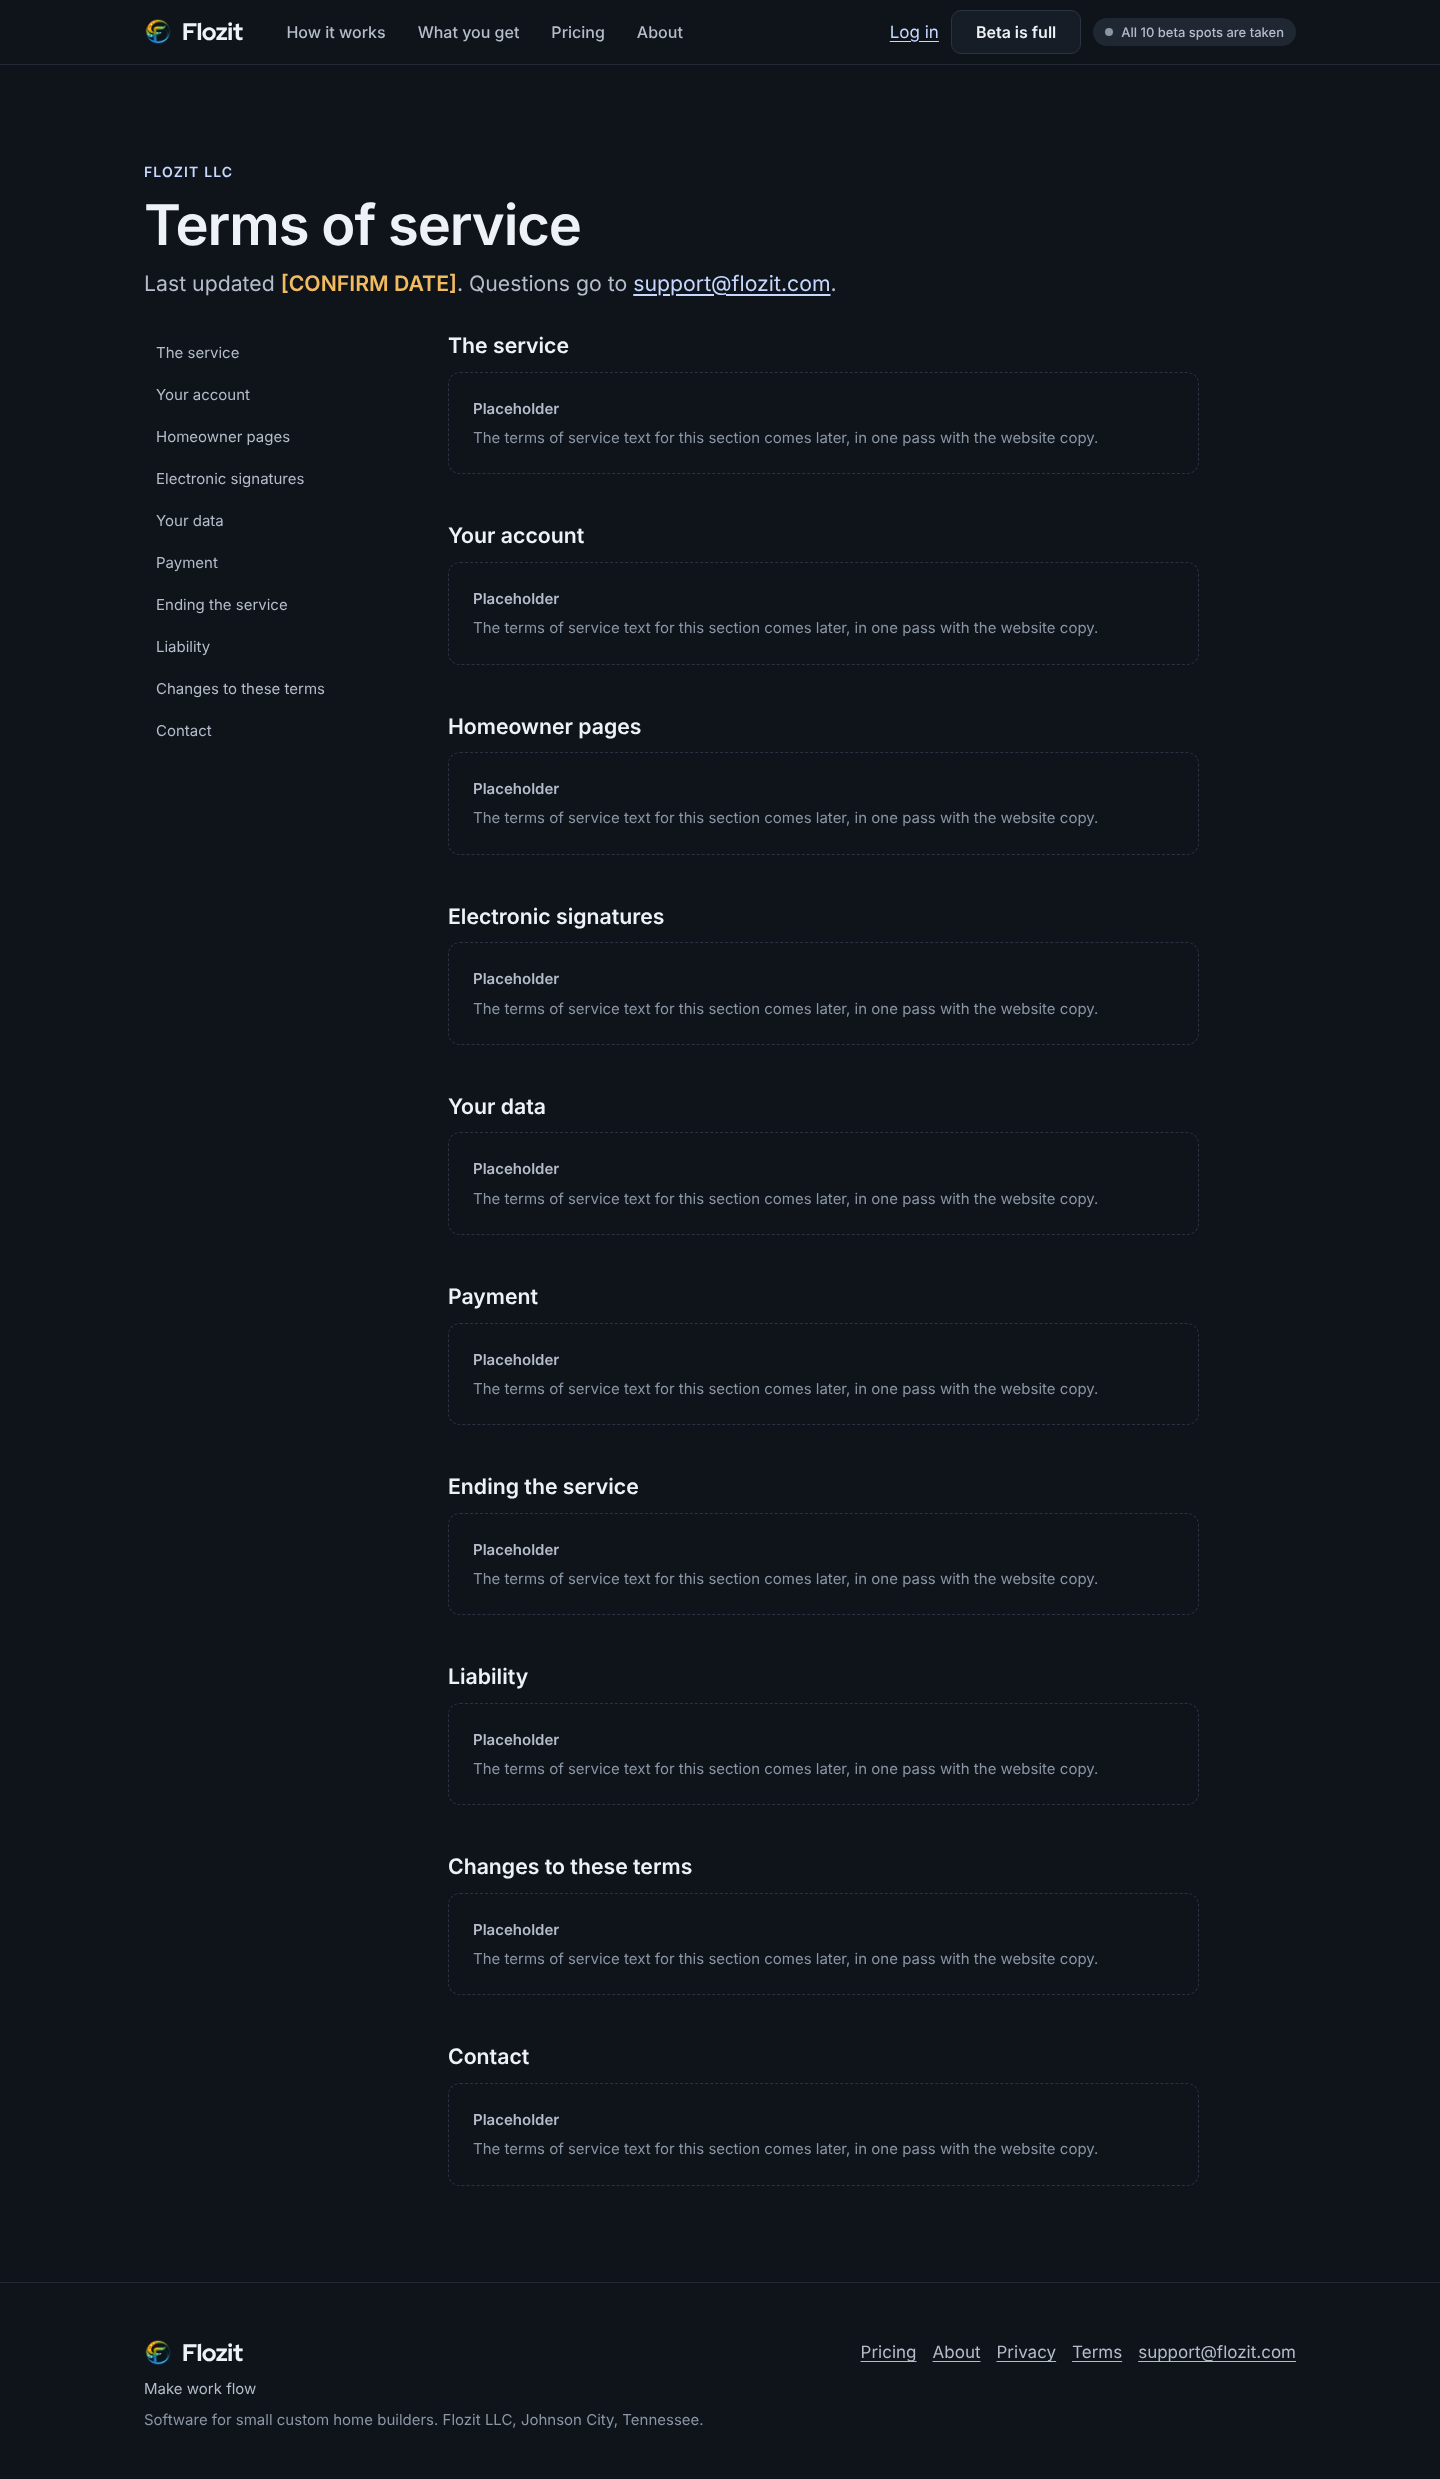 Flozit
How it works
What you get
Pricing
About
Log in
Beta is full
All 10 beta spots are taken
FLOZIT LLC
Terms of service
Last updated [CONFIRM DATE]. Questions go to support@flozit.com.
The service
Your account
Homeowner pages
Electronic signatures
Your data
Payment
Ending the service
Liability
Changes to these terms
Contact
The service
Placeholder
The terms of service text for this section comes later, in one pass with the website copy.
Your account
Placeholder
The terms of service text for this section comes later, in one pass with the website copy.
Homeowner pages
Placeholder
The terms of service text for this section comes later, in one pass with the website copy.
Electronic signatures
Placeholder
The terms of service text for this section comes later, in one pass with the website copy.
Your data
Placeholder
The terms of service text for this section comes later, in one pass with the website copy.
Payment
Placeholder
The terms of service text for this section comes later, in one pass with the website copy.
Ending the service
Placeholder
The terms of service text for this section comes later, in one pass with the website copy.
Liability
Placeholder
The terms of service text for this section comes later, in one pass with the website copy.
Changes to these terms
Placeholder
The terms of service text for this section comes later, in one pass with the website copy.
Contact
Placeholder
The terms of service text for this section comes later, in one pass with the website copy.
Flozit
Make work flow
Software for small custom home builders. Flozit LLC, Johnson City, Tennessee.
Pricing
About
Privacy
Terms
support@flozit.com